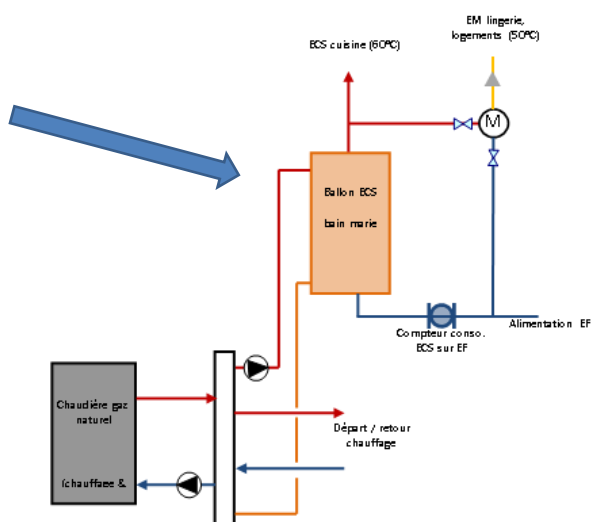 EM lingerie,
logements (50°C)
ECS cuisine (60°C)
M
Ballon ECS
bain marie
Alimentation EF
Compteur conso.
ECS sur EF
Chaudière gaz
naturel
Départ / retour
chauffage
(chauffage &